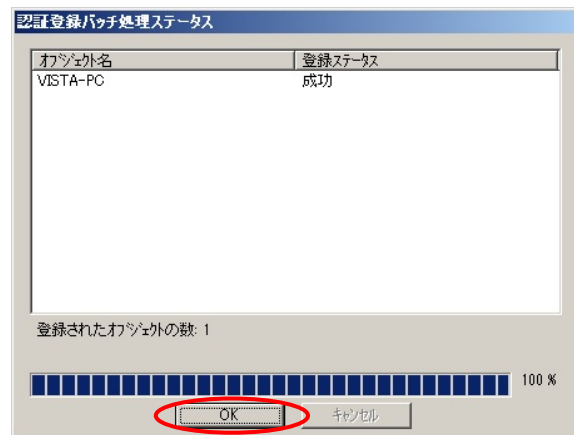 認証登録バッチ処理ステータス
オブジェクト名 登録ステータス
VISTA-PC 成功
登録されたオブジェクトの数: 1
100 %
OK キャンセル